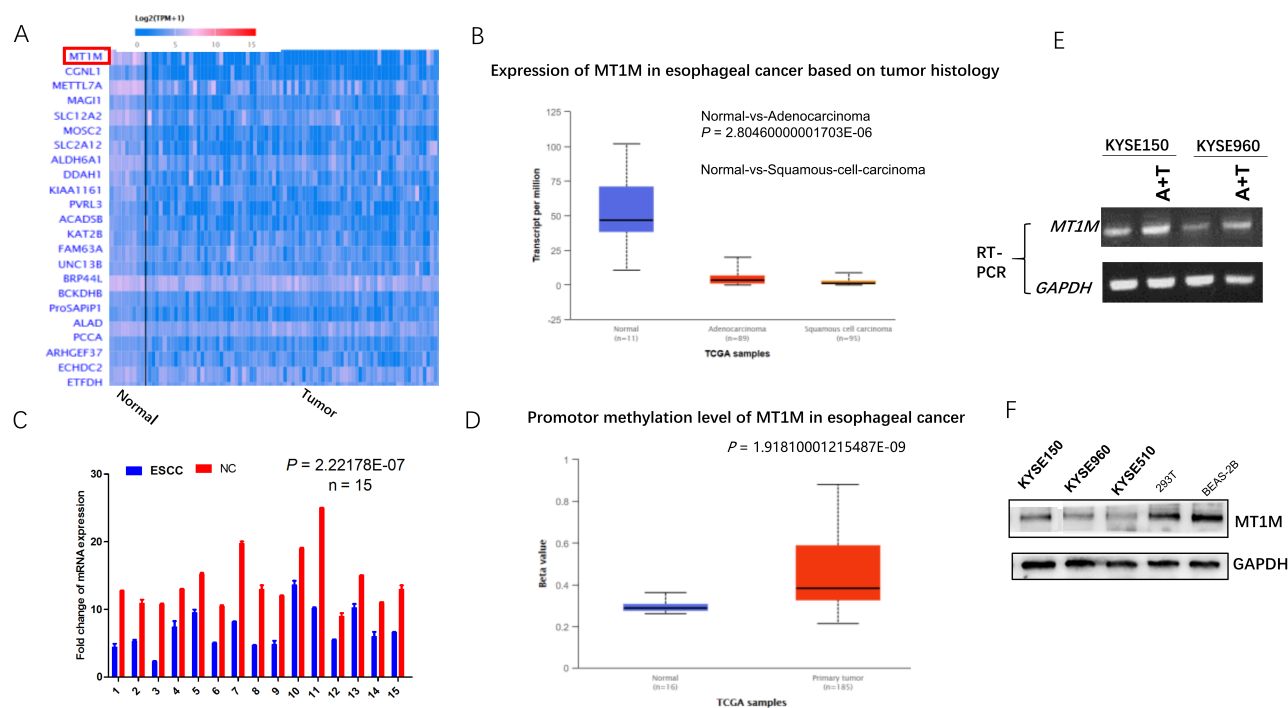 A
Log2(TPM+1)
0 5 10 15
MT1M
CGNL1
METTL7A
MAGI1
SLC12A2
MOSC2
SLC2A12
ALDH6A1
DDAH1
KIAA1161
PVRL3
ACADSB
KAT2B
FAM63A
UNC13B
BRP44L
BCKDHB
ProSAPiP1
ALAD
PCCA
ARHGEF37
ECHDC2
ETFDH
Normal
Tumor
B
Expression of MT1M in esophageal cancer based on tumor histology
Normal-vs-Adenocarcinoma
P = 2.80460000001703E-06
Normal-vs-Squamous-cell-carcinoma
Transcript per million
125
100
75
50
25
0
-25
Normal
(n=11)
Adenocarcinoma
(n=89)
Squamous cell carcinoma
(n=95)
TCGA samples
C
ESCC NC
P = 2.22178E-07
n = 15
Fold change of mRNA expression
30
20
10
0
1 2 3 4 5 6 7 8 9 10 11 12 13 14 15
D
Promotor methylation level of MT1M in esophageal cancer
P = 1.91810001215487E-09
Beta value
1
0.8
0.6
0.4
0.2
0
Normal
(n=16)
Primary tumor
(n=185)
TCGA samples
E
KYSE150 KYSE960
A+T A+T
RT-
PCR
MT1M
GAPDH
F
KYSE150 KYSE960 KYSE510 293T BEAS-2B
MT1M
GAPDH